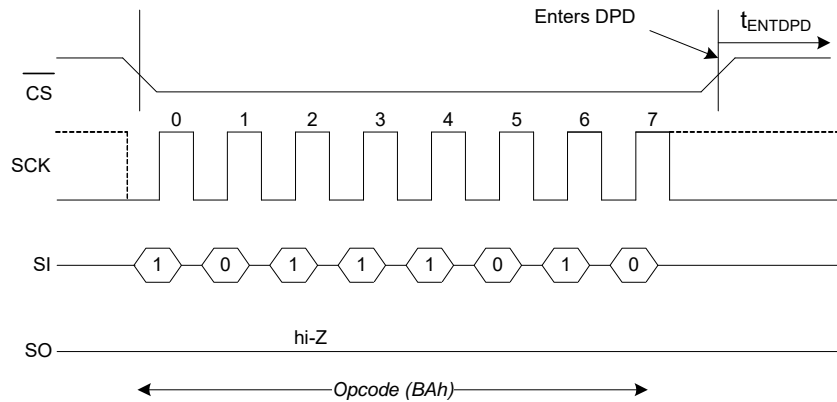 Enters DPD
tENTDPD
CS
0 1 2 3 4 5 6 7
SCK
SI 1 0 1 1 1 0 1 0
hi-Z
SO
Opcode (BAh)